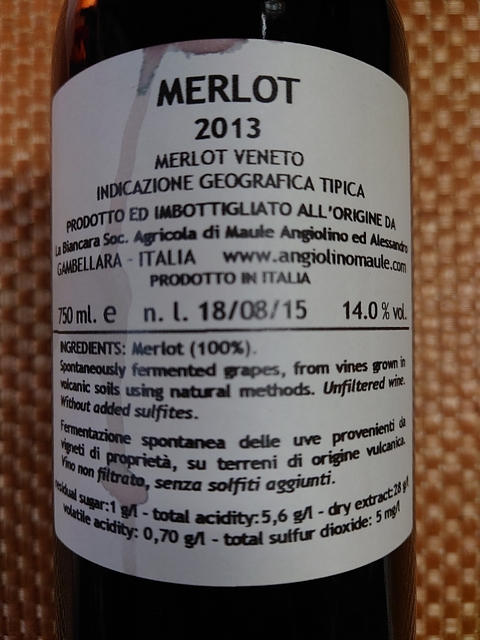 MERLOT
2013
MERLOT VENETO
INDICAZIONE GEOGRAFICA TIPICA
PRODOTTO ED IMBOTTIGLIATO ALL'ORIGINE DA
La Biancara Soc. Agricola di Maule Angiolino ed Alessandro
GAMBELLARA - ITALIA www.angiolinomaule.com
PRODOTTO IN ITALIA
750 ml. e n. l. 18/08/15 14.0 % vol.
INGREDIENTS: Merlot (100%).
Spontaneously fermented grapes, from vines grown in
volcanic soils using natural methods. Unfiltered wine.
Without added sulfites.
Fermentazione spontanea delle uve provenienti da
vigneti di proprietà, su terreni di origine vulcanica.
Vino non filtrato, senza solfiti aggiunti.
residual sugar:1 g/l - total acidity:5,6 g/l - dry extract:28 g/l
volatile acidity: 0,70 g/l - total sulfur dioxide: 5 mg/l